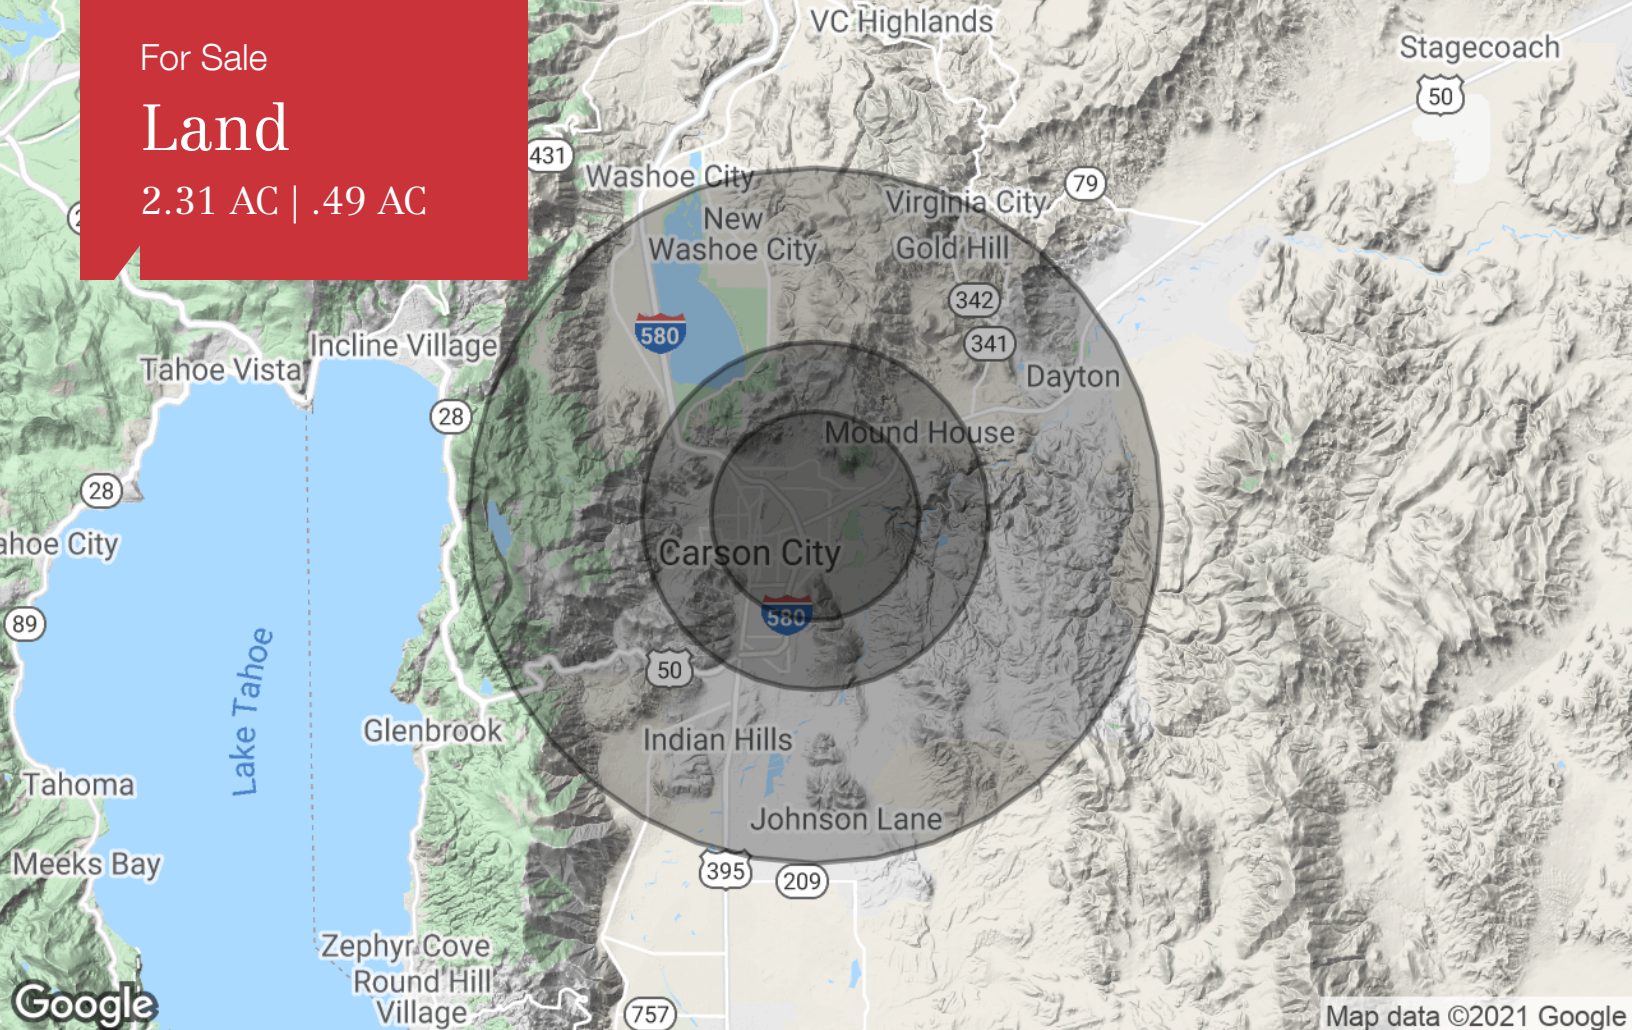 For Sale
Land
2.31 AC | .49 AC
VC Highlands
Stagecoach
50
431
Washoe City
79
Virginia City
New
Washoe City
Gold Hill
342
580
341
Incline Village
Tahoe Vista
Dayton
28
Mound House
28
ahoe City
Carson City
580
89
50
Lake Tahoe
Glenbrook
Indian Hills
Tahoma
Johnson Lane
Meeks Bay
395
209
Zephyr Cove
Round Hill
Village
Google
757
Map data ©2021 Google